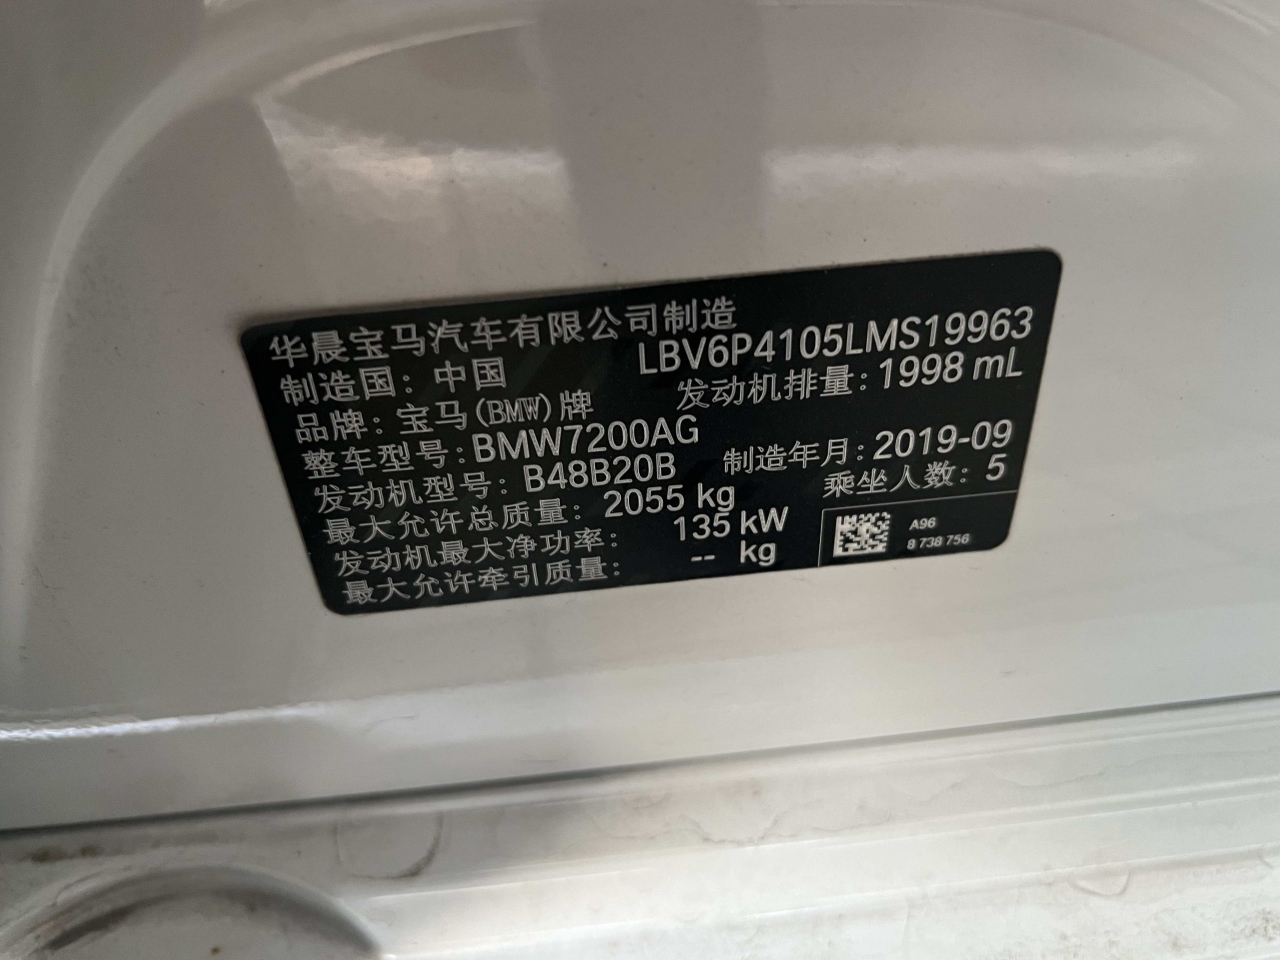 华晨宝马汽车有限公司制造
制造国：中国 LBV6P4105LMS19963
品牌：宝马(BMW)牌 发动机排量：1998 mL
整车型号：BMW7200AG
发动机型号：B48B20B 制造年月：2019-09
最大允许总质量：2055 kg 乘坐人数：5
发动机最大净功率：135 kW
最大允许牵引质量：-- kg
A96
8 738 756